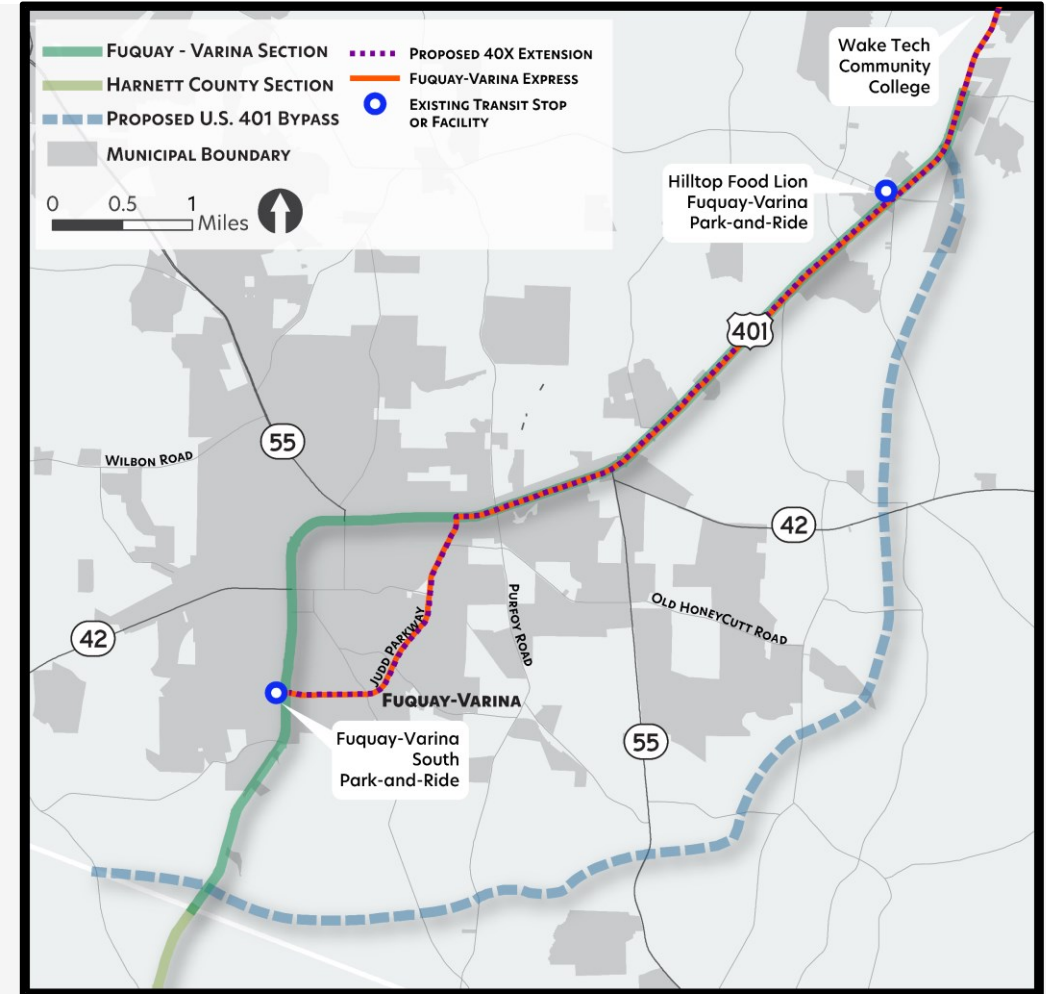 FUQUAY - VARINA SECTION
HARNETT COUNTY SECTION
PROPOSED U.S. 401 BYPASS
MUNICIPAL BOUNDARY
PROPOSED 40X EXTENSION
FUQUAY-VARINA EXPRESS
EXISTING TRANSIT STOP
OR FACILITY
0 0.5 1
Miles
Wake Tech
Community
College
Hilltop Food Lion
Fuquay-Varina
Park-and-Ride
401
55
WILBON ROAD
42
PURFOY ROAD
OLD HONEYCUTT ROAD
42
JUDD PARKWAY
FUQUAY-VARINA
Fuquay-Varina
South
Park-and-Ride
55